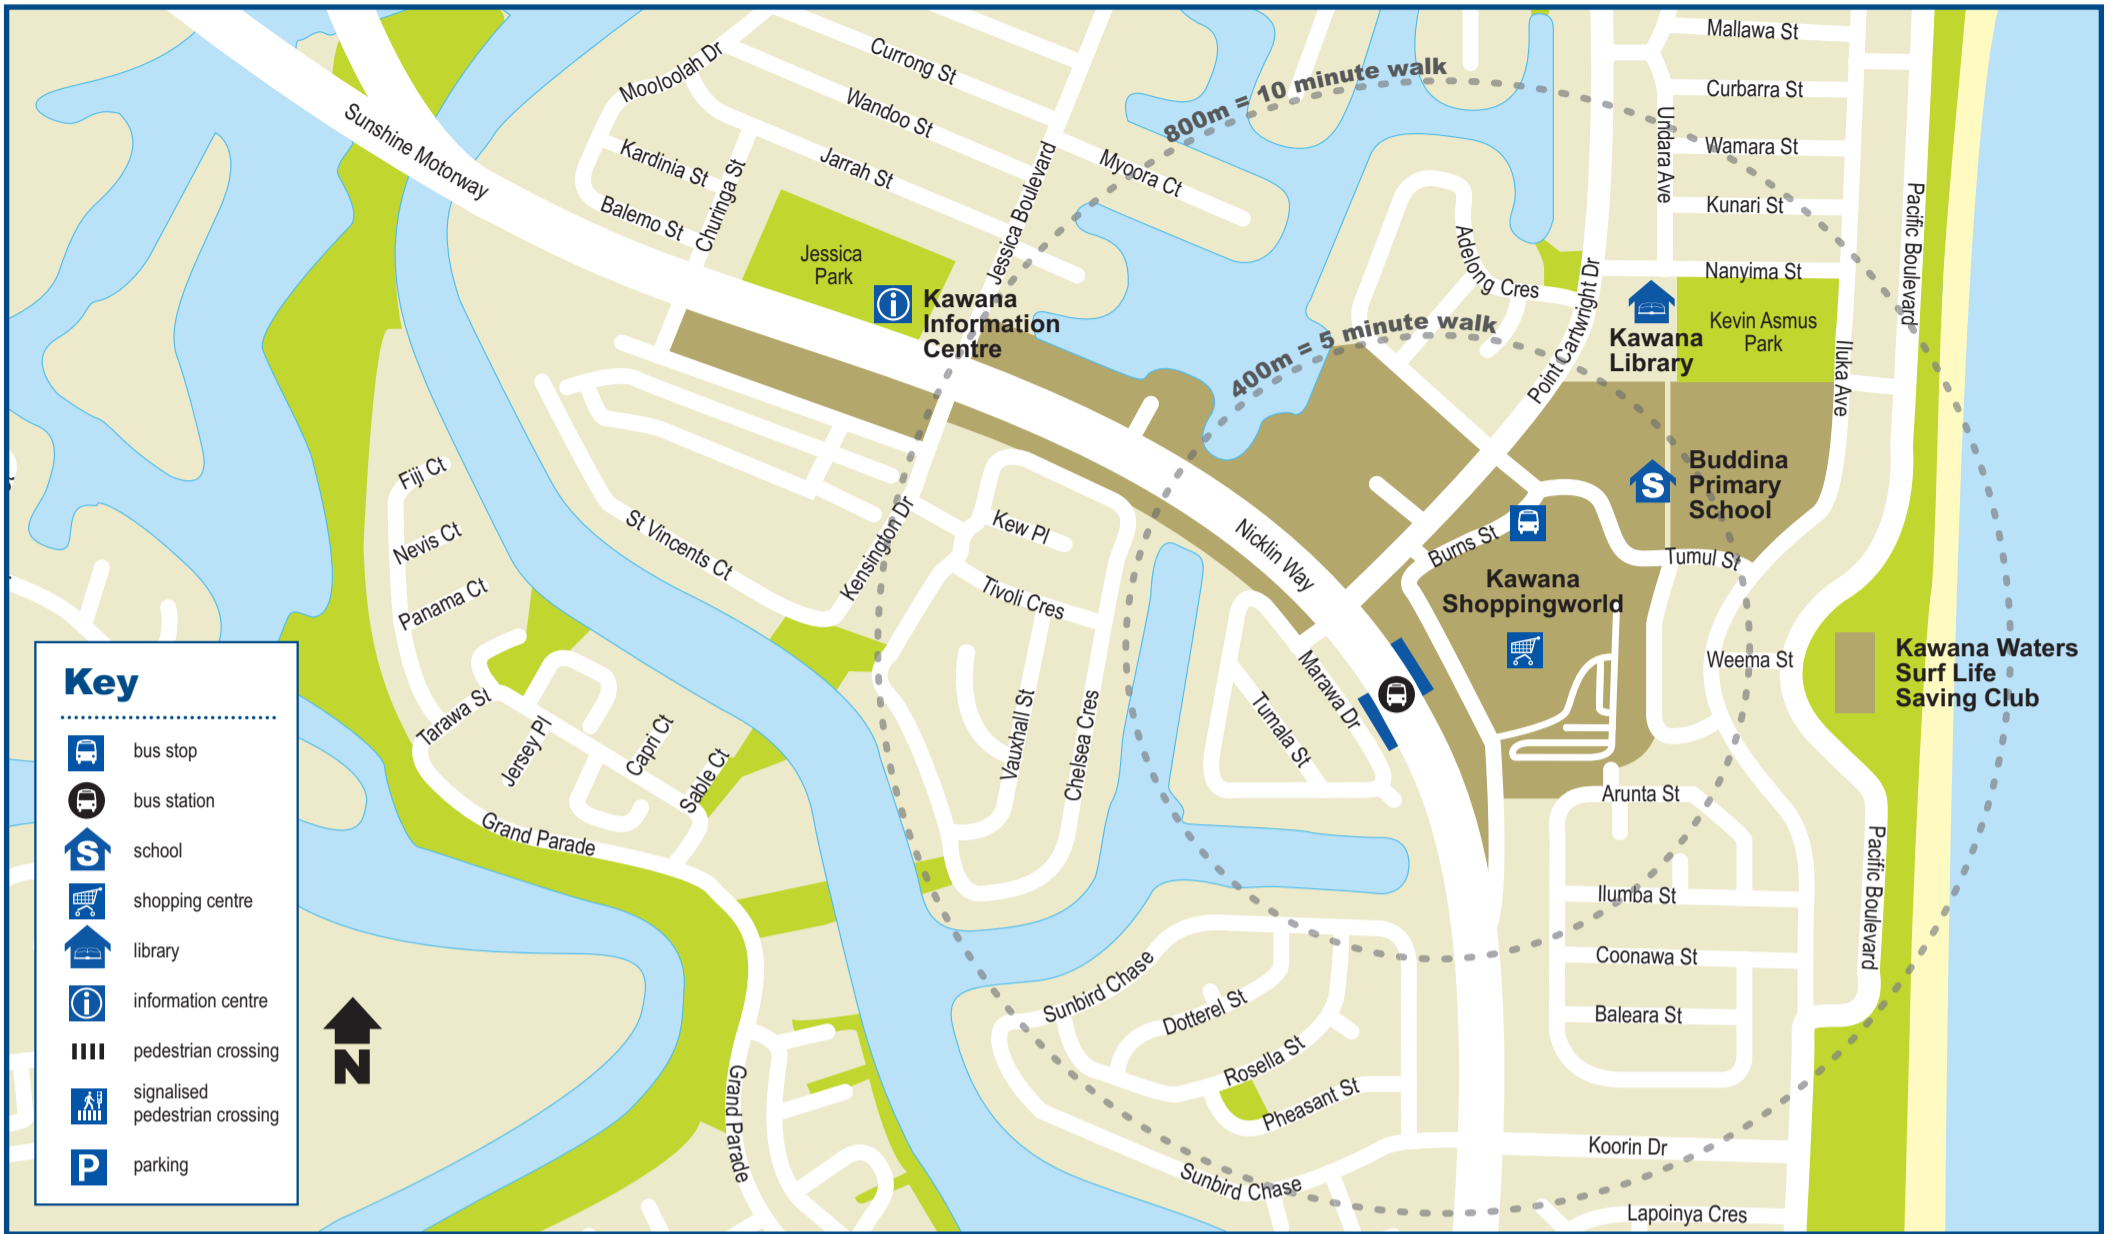 Mallawa St
Curbarra St
Wamara St
Kunari St
Nanyima St
Undara Ave
Pacific Boulevard
Iluka Ave
Currong St
Mooloolah Dr
Wandoo St
Kardinia St
Jarrah St
Churinga St
Balemo St
Myoora Ct
Jessica Boulevard
Sunshine Motorway
800m = 10 minute walk
400m = 5 minute walk
Jessica
Park
Kawana
Information
Centre
Adelong Cres
Point Cartwright Dr
Kawana
Library
Kevin Asmus
Park
Buddina
Primary
School
Tumul St
Burns St
Kawana
Shoppingworld
Nicklin Way
Weema St
Kawana Waters
Surf Life
Saving Club
Fiji Ct
Nevis Ct
Panama Ct
Tarawa St
Jersey Pl
Capri Ct
Sable Ct
Grand Parade
St Vincents Ct
Kensington Dr
Kew Pl
Tivoli Cres
Vauxhall St
Chelsea Cres
Marawa Dr
Tumala St
Arunta St
Ilumba St
Coonawa St
Baleara St
Pacific Boulevard
Sunbird Chase
Dotterel St
Rosella St
Pheasant St
Sunbird Chase
Koorin Dr
Lapoinya Cres
Grand Parade
Key
bus stop
bus station
S school
shopping centre
library
i information centre
pedestrian crossing
signalised
pedestrian crossing
P parking
N
S
i